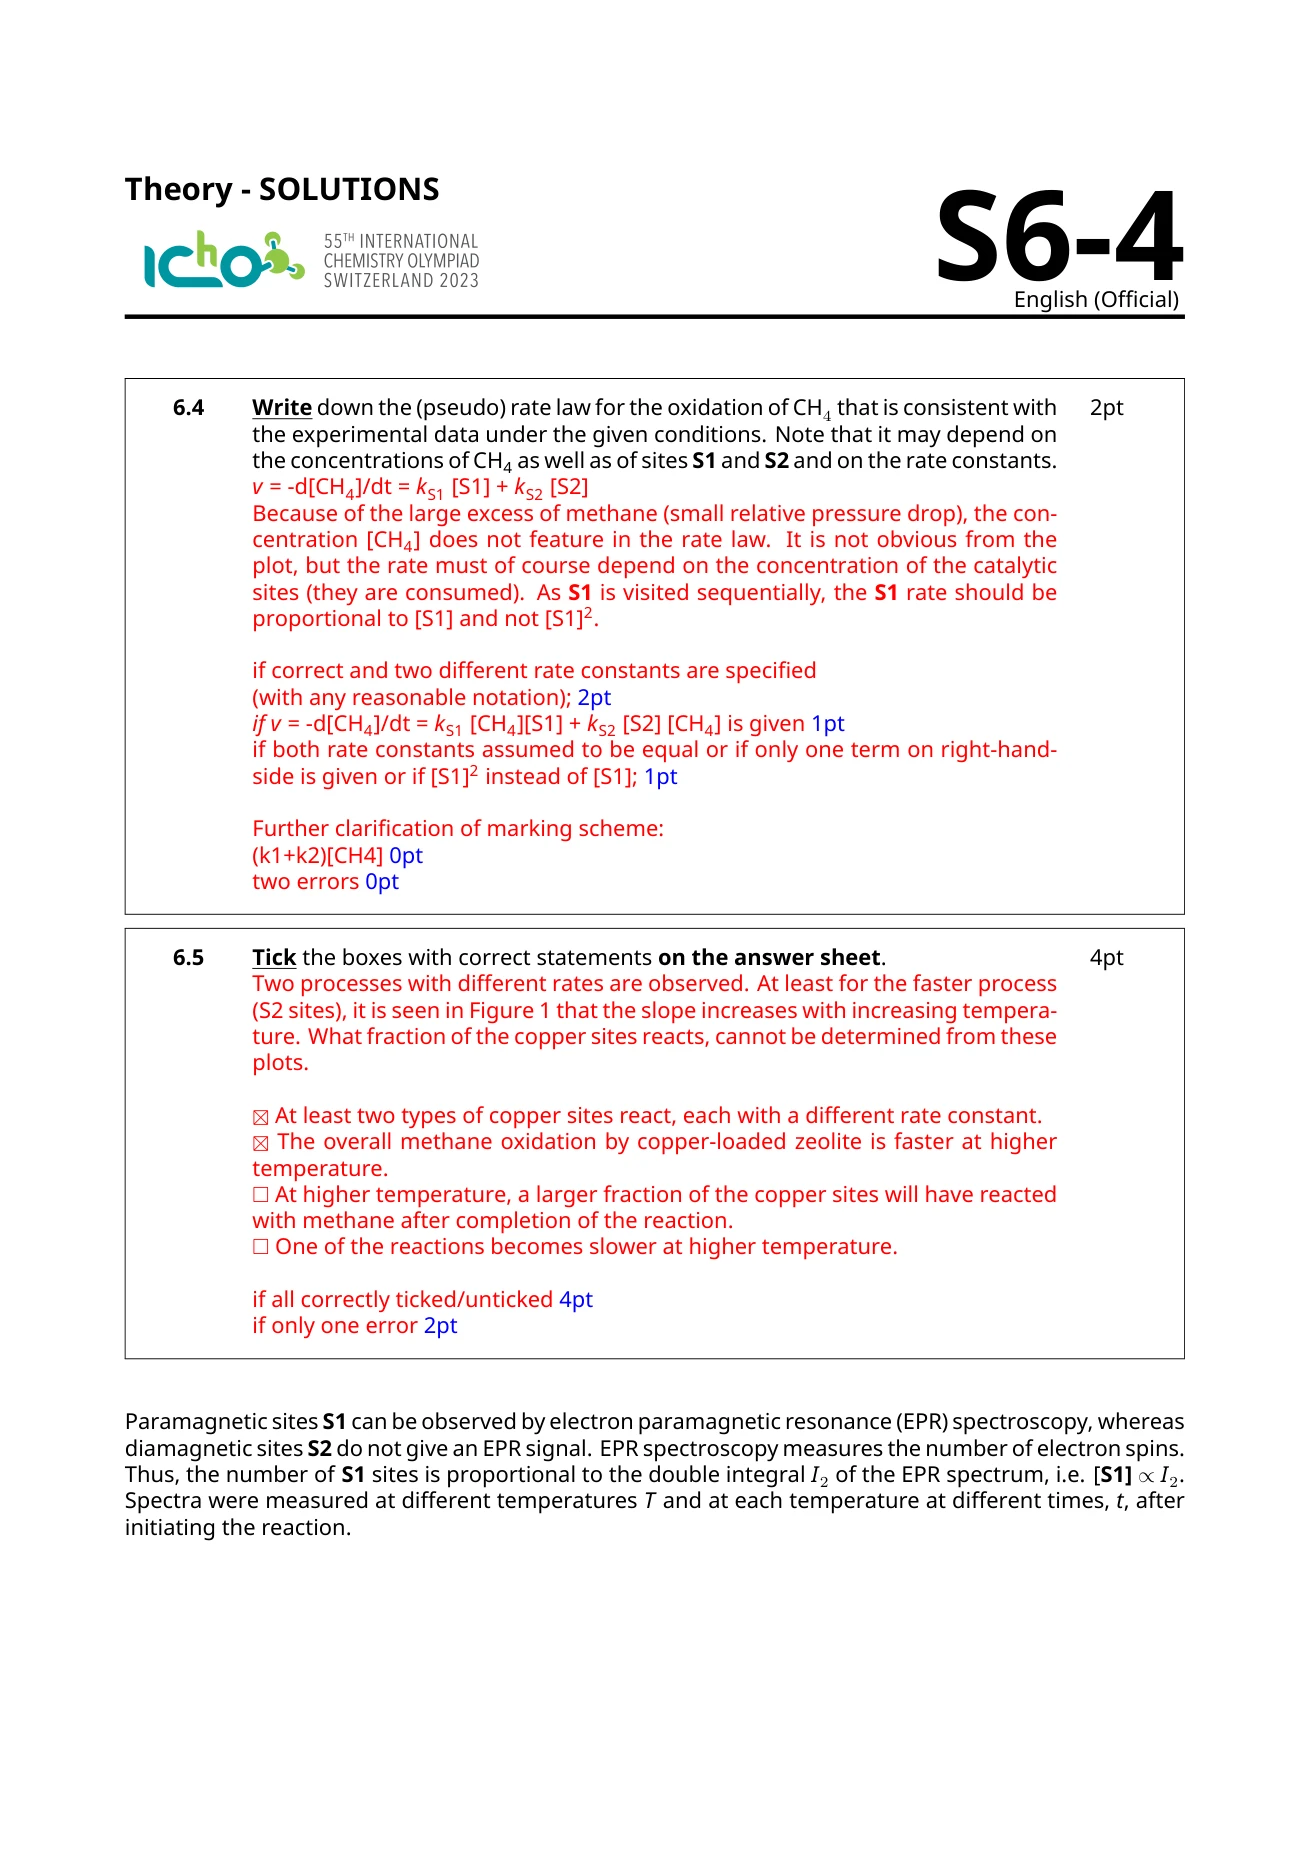 Theory - SOLUTIONS
S6-4
Icho
55TH INTERNATIONAL
CHEMISTRY OLYMPIAD
SWITZERLAND 2023
English (Official)
6.4 Write down the (pseudo) rate law for the oxidation of CH₄ that is consistent with 2pt
the experimental data under the given conditions. Note that it may depend on
the concentrations of CH₄ as well as of sites S1 and S2 and on the rate constants.
v = -d[CH₄]/dt = k_S1 [S1] + k_S2 [S2]
Because of the large excess of methane (small relative pressure drop), the con-
centration [CH₄] does not feature in the rate law. It is not obvious from the
plot, but the rate must of course depend on the concentration of the catalytic
sites (they are consumed). As S1 is visited sequentially, the S1 rate should be
proportional to [S1] and not [S1]².
if correct and two different rate constants are specified
(with any reasonable notation); 2pt
if v = -d[CH₄]/dt = k_S1 [CH₄][S1] + k_S2 [S2] [CH₄] is given 1pt
if both rate constants assumed to be equal or if only one term on right-hand-
side is given or if [S1]² instead of [S1]; 1pt
Further clarification of marking scheme:
(k1+k2)[CH4] 0pt
two errors 0pt
6.5 Tick the boxes with correct statements on the answer sheet. 4pt
Two processes with different rates are observed. At least for the faster process
(S2 sites), it is seen in Figure 1 that the slope increases with increasing tempera-
ture. What fraction of the copper sites reacts, cannot be determined from these
plots.
☒ At least two types of copper sites react, each with a different rate constant.
☒ The overall methane oxidation by copper-loaded zeolite is faster at higher
temperature.
☐ At higher temperature, a larger fraction of the copper sites will have reacted
with methane after completion of the reaction.
☐ One of the reactions becomes slower at higher temperature.
if all correctly ticked/unticked 4pt
if only one error 2pt
Paramagnetic sites S1 can be observed by electron paramagnetic resonance (EPR) spectroscopy, whereas
diamagnetic sites S2 do not give an EPR signal. EPR spectroscopy measures the number of electron spins.
Thus, the number of S1 sites is proportional to the double integral I₂ of the EPR spectrum, i.e. [S1] ∝ I₂.
Spectra were measured at different temperatures T and at each temperature at different times, t, after
initiating the reaction.